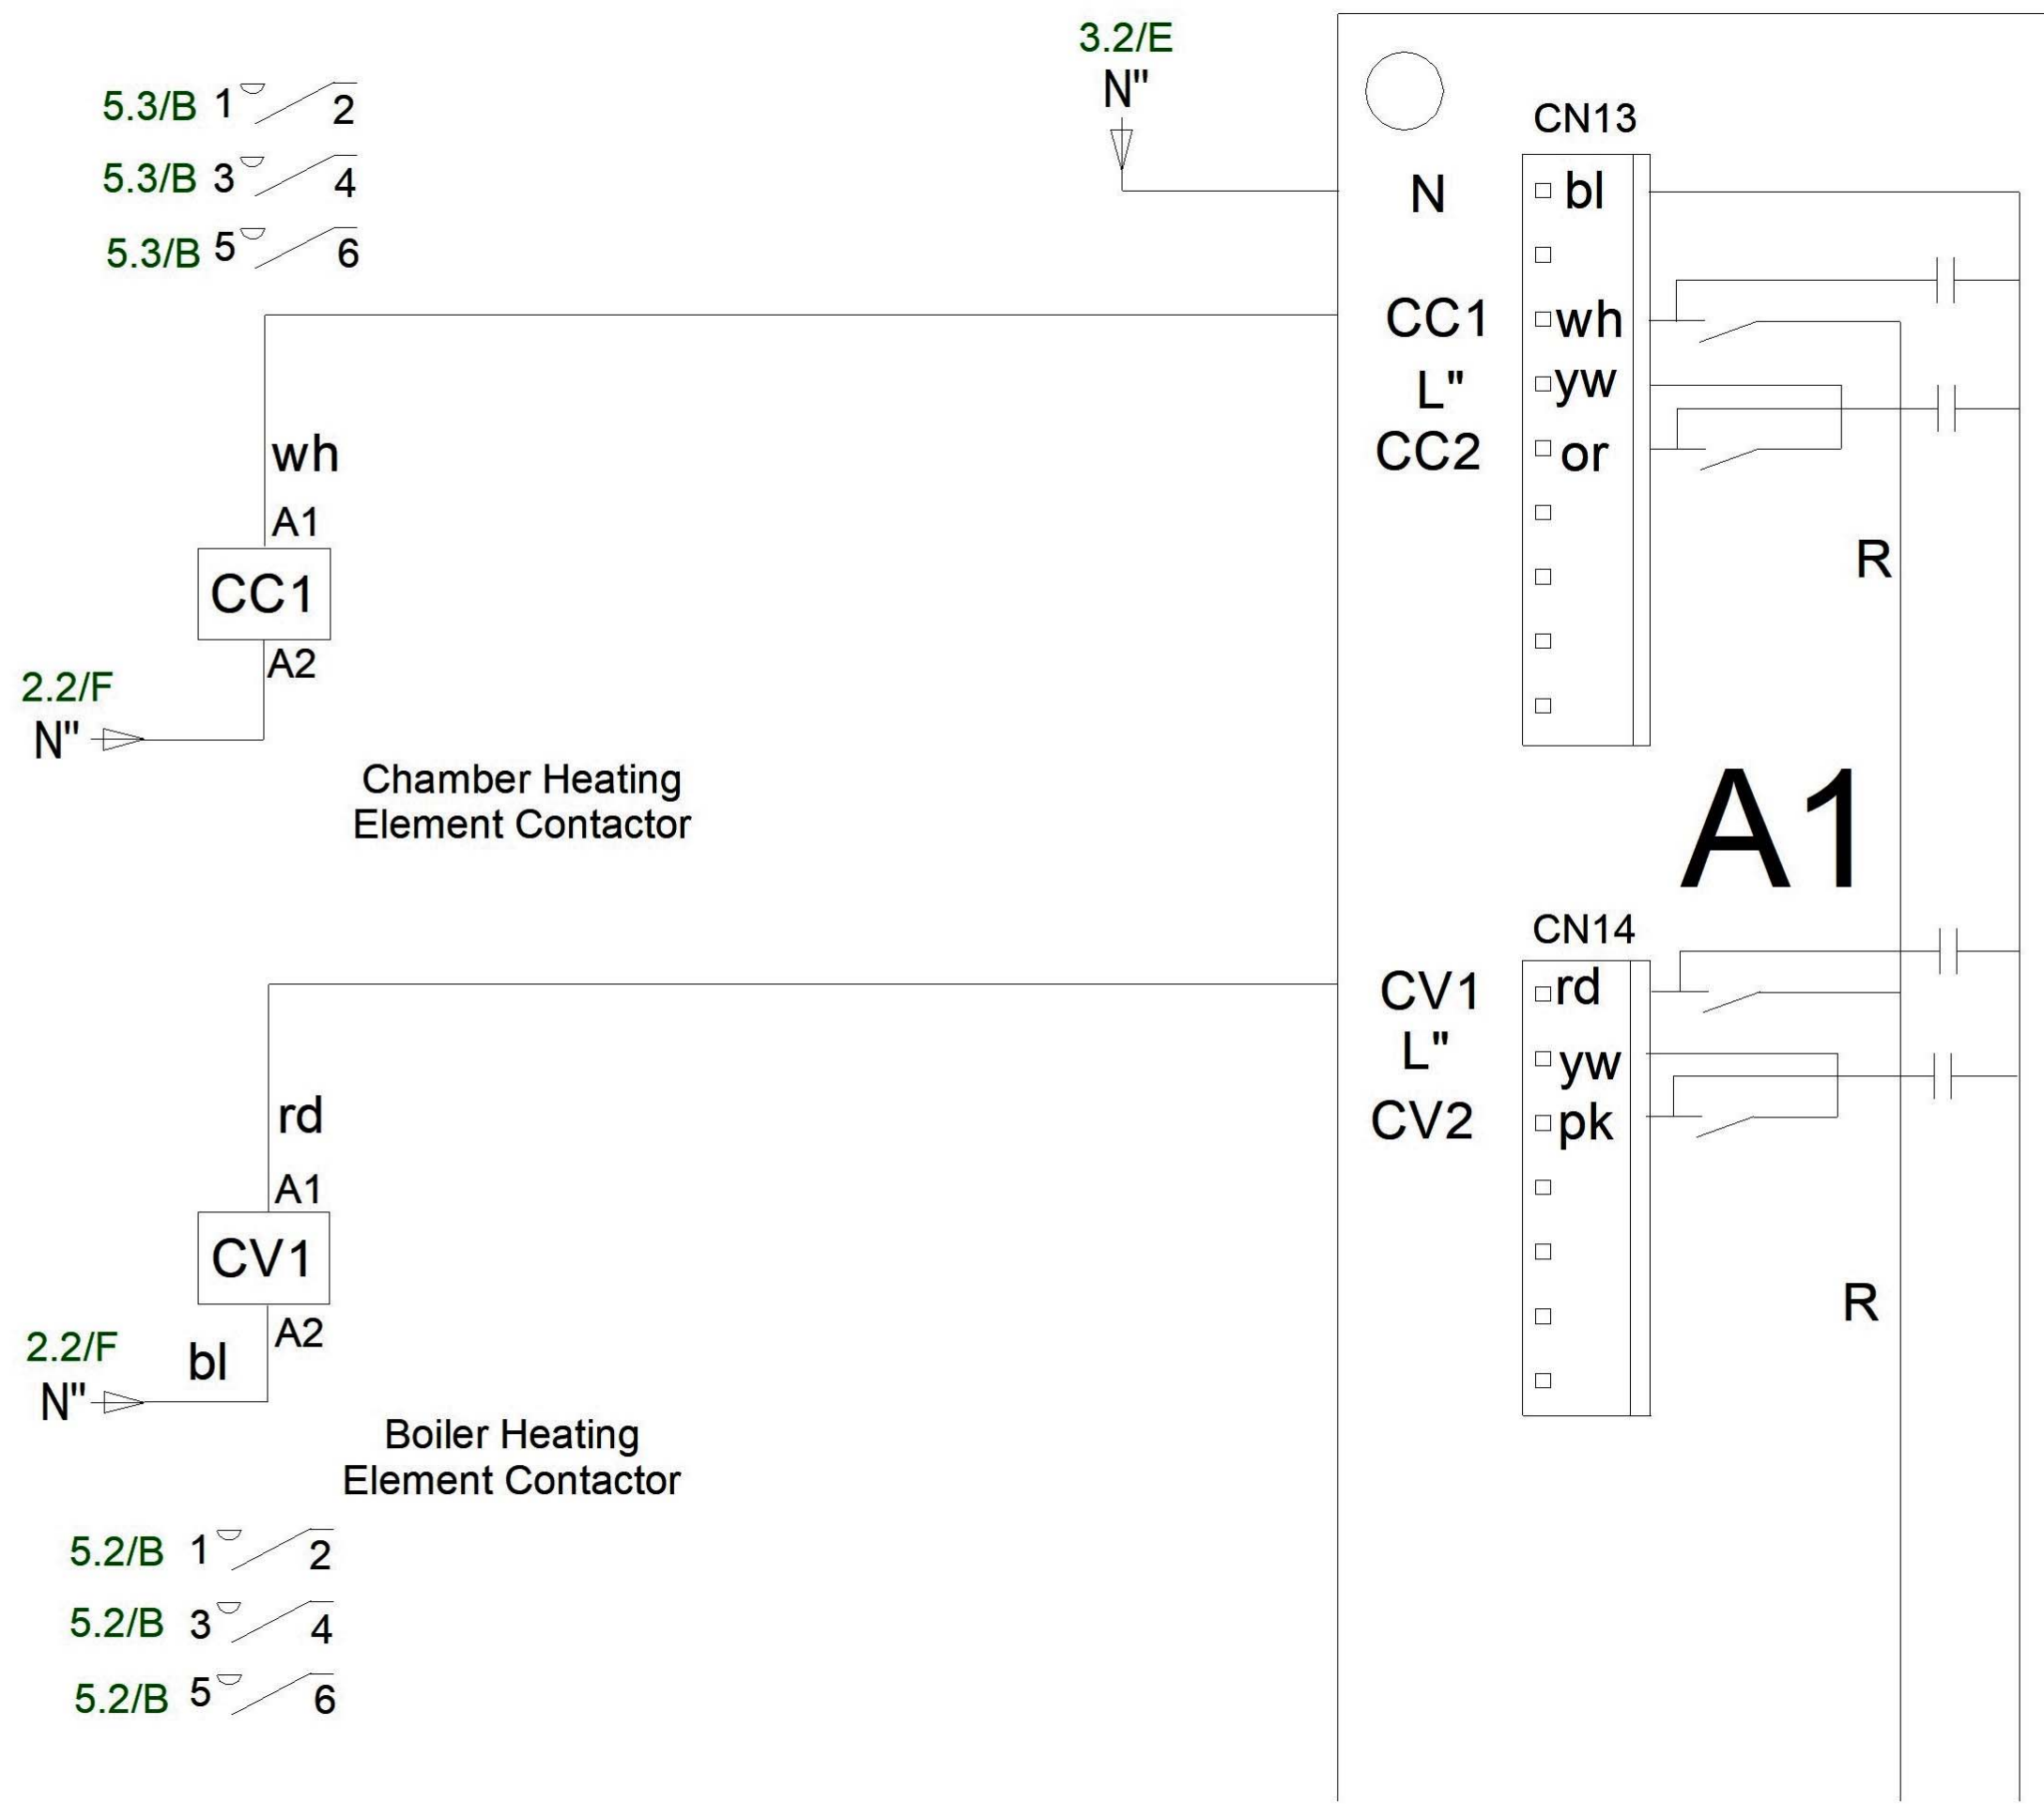 5.3/B 1 2
5.3/B 3 4
5.3/B 5 6
3.2/E
N"
CN13
N bl
CC1 wh
L" yw
CC2 or
R
wh
A1
CC1
A2
2.2/F
N"
Chamber Heating
Element Contactor
A1
CN14
CV1 rd
L" yw
CV2 pk
R
rd
A1
CV1
A2
2.2/F
bl
N"
Boiler Heating
Element Contactor
5.2/B 1 2
5.2/B 3 4
5.2/B 5 6